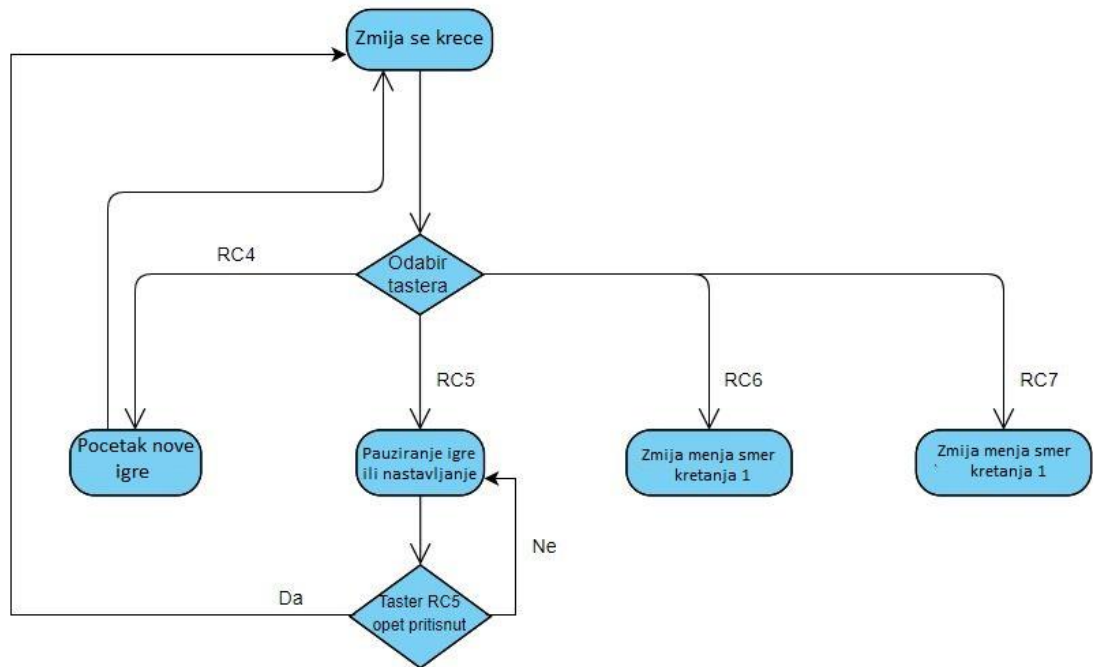 Zmija se krece
Odabir
tastera
RC4
RC5
RC6
RC7
Pocetak nove
igre
Pauziranje igre
ili nastavljanje
Zmija menja smer
kretanja 1
Zmija menja smer
kretanja 1
Ne
Da
Taster RC5
opet pritisnut